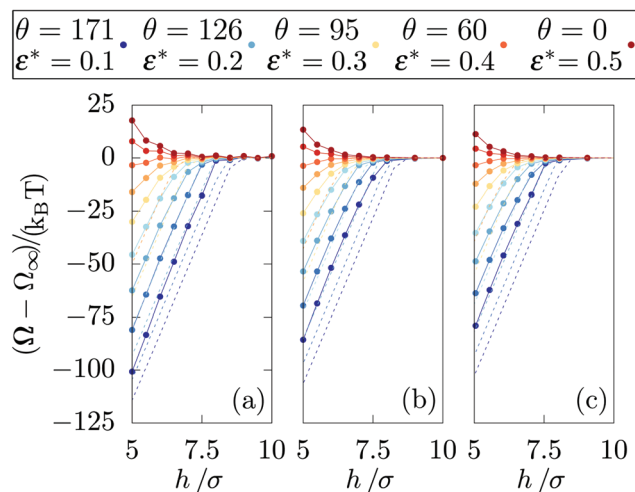 θ = 171 θ = 126 θ = 95 θ = 60 θ = 0
ε* = 0.1 ε* = 0.2 ε* = 0.3 ε* = 0.4 ε* = 0.5
25
0
−25
−50
−75
−100
−125
(Ω − Ω∞)/(k_BT)
(a) (b) (c)
5 7.5 10 5 7.5 10 5 7.5 10
h/σ h/σ h/σ